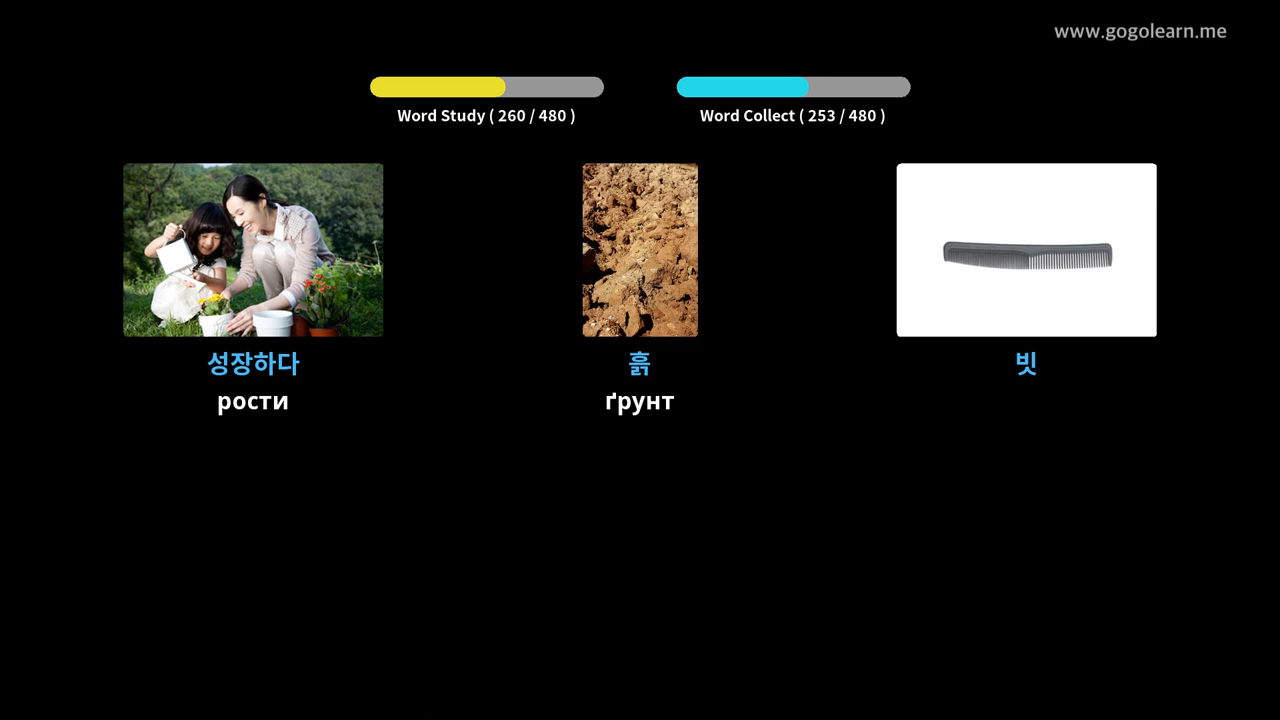 www.gogolearn.me
Word Study ( 260 / 480 )
Word Collect ( 253 / 480 )
성장하다
рости
흙
ґрунт
빗